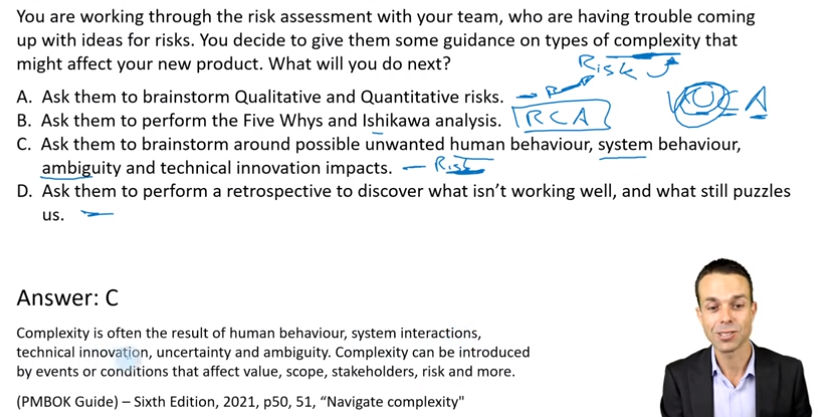 You are working through the risk assessment with your team, who are having trouble coming
up with ideas for risks. You decide to give them some guidance on types of complexity that
might affect your new product. What will you do next?
Risk
A. Ask them to brainstorm Qualitative and Quantitative risks.
B. Ask them to perform the Five Whys and Ishikawa analysis. RCA
C. Ask them to brainstorm around possible unwanted human behaviour, system behaviour,
ambiguity and technical innovation impacts. – Risk
D. Ask them to perform a retrospective to discover what isn't working well, and what still puzzles
us.
Answer: C
Complexity is often the result of human behaviour, system interactions,
technical innovation, uncertainty and ambiguity. Complexity can be introduced
by events or conditions that affect value, scope, stakeholders, risk and more.
(PMBOK Guide) – Sixth Edition, 2021, p50, 51, “Navigate complexity"